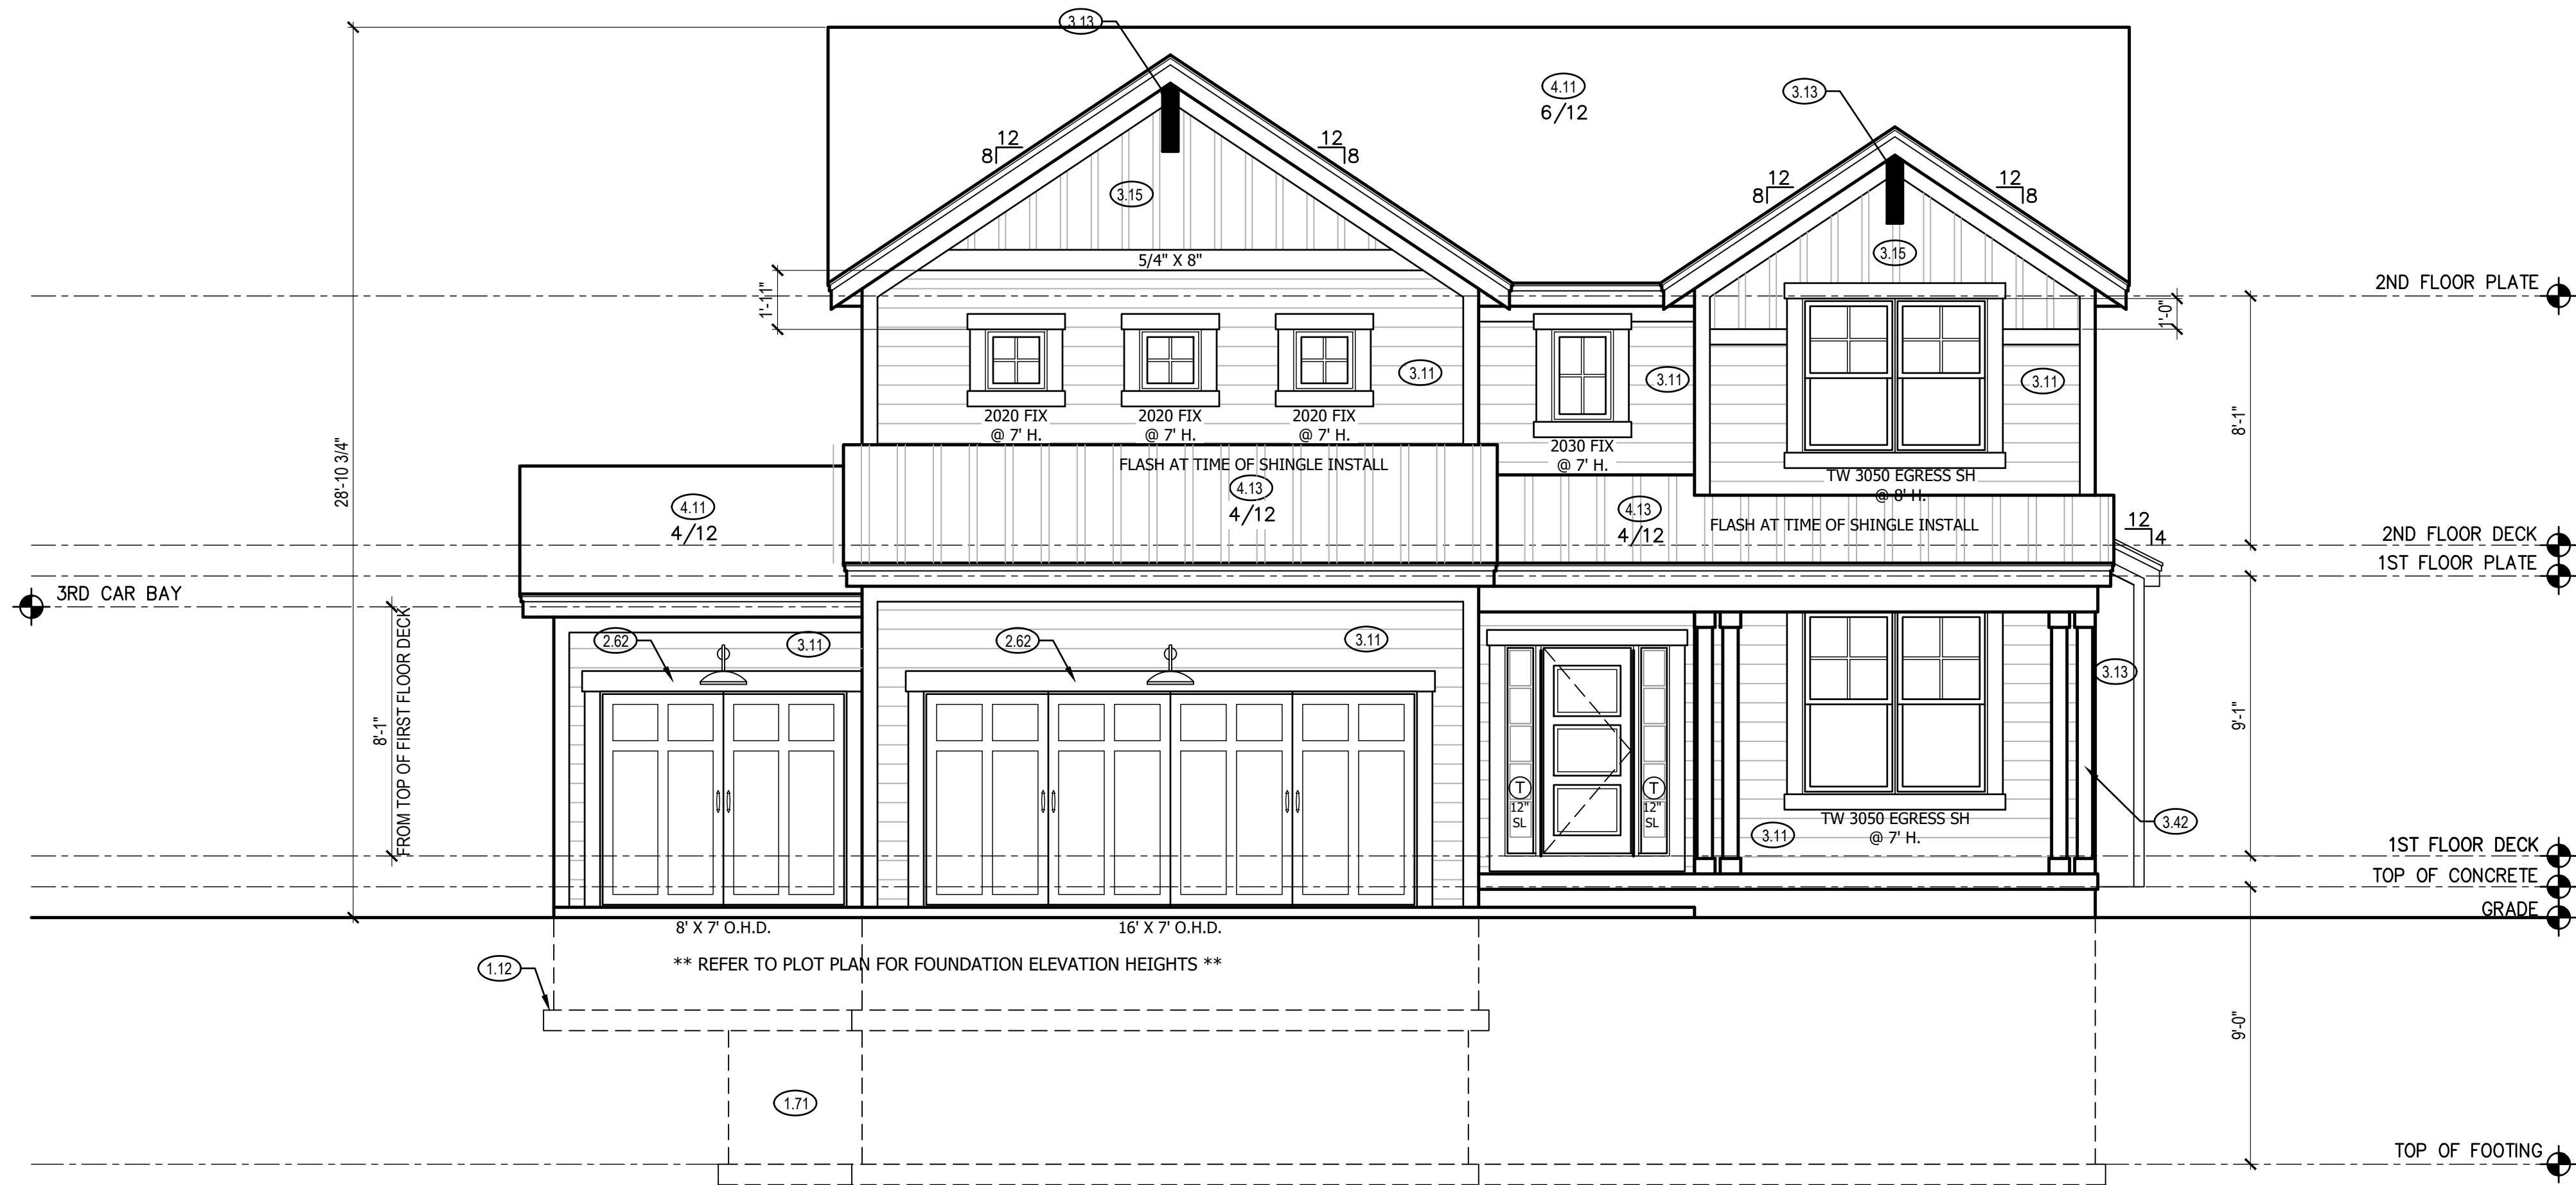 3.13
4.11
6/12
3.13
12
8
12
8
3.15
12
8
12
8
3.15
5/4" X 8"
1'-11"
2ND FLOOR PLATE
1'-0"
3.11
3.11
3.11
2020 FIX
@ 7' H.
2020 FIX
@ 7' H.
2020 FIX
@ 7' H.
2030 FIX
@ 7' H.
TW 3050 EGRESS SH
@ 8' H.
8'-1"
28'-10 3/4"
FLASH AT TIME OF SHINGLE INSTALL
4.13
4/12
4.11
4/12
4.13
4/12
FLASH AT TIME OF SHINGLE INSTALL
12
4
2ND FLOOR DECK
1ST FLOOR PLATE
3RD CAR BAY
2.62
3.11
2.62
3.11
3.13
8'-1"
FROM TOP OF FIRST FLOOR DECK
9'-1"
T
12"
SL
T
12"
SL
TW 3050 EGRESS SH
@ 7' H.
3.11
3.42
1ST FLOOR DECK
TOP OF CONCRETE
GRADE
8' X 7' O.H.D.
16' X 7' O.H.D.
** REFER TO PLOT PLAN FOR FOUNDATION ELEVATION HEIGHTS **
1.12
9'-0"
1.71
TOP OF FOOTING